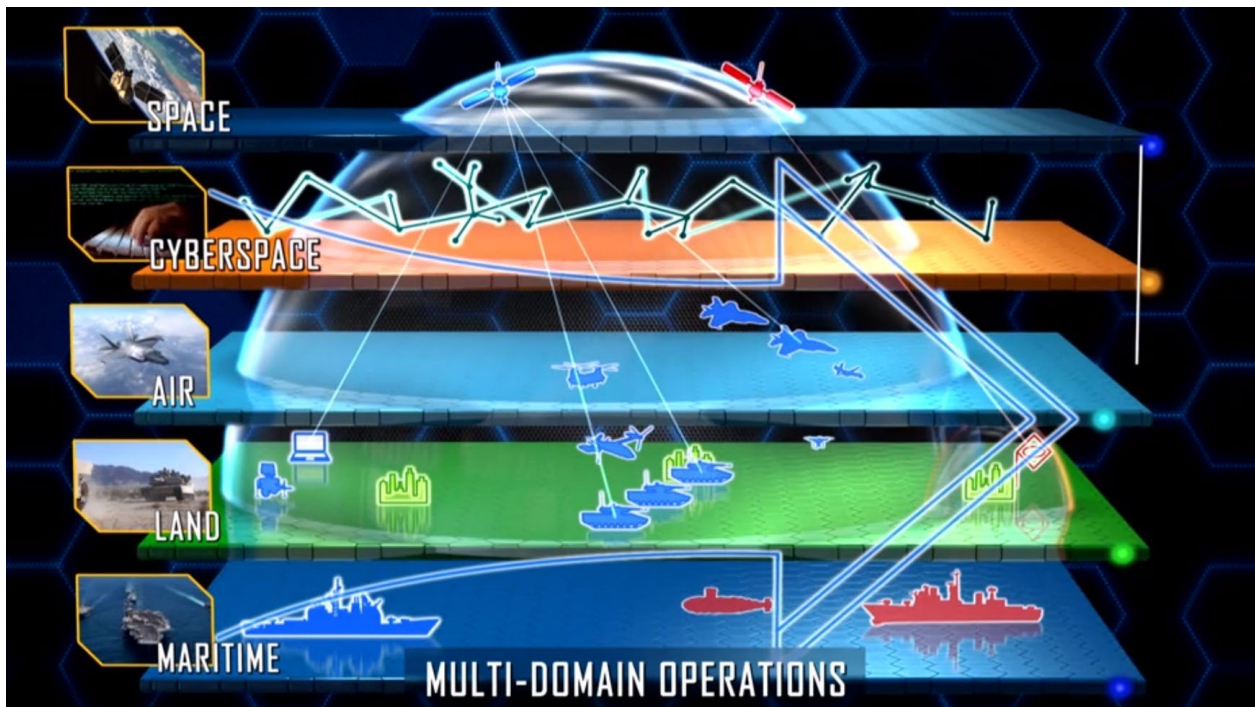 SPACE
CYBERSPACE
AIR
LAND
MARITIME
MULTI-DOMAIN OPERATIONS